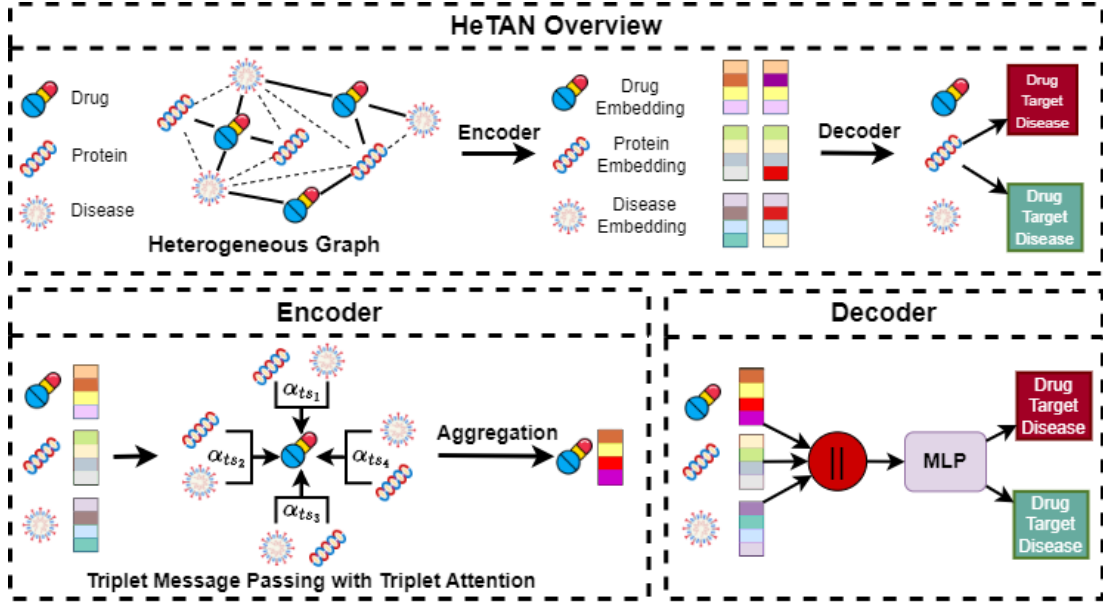 HeTAN Overview
Drug
Protein
Disease
Heterogeneous Graph
Encoder
Drug
Embedding
Protein
Embedding
Disease
Embedding
Decoder
Drug
Target
Disease
Drug
Target
Disease
Encoder
α_{ts_1}
α_{ts_2}
α_{ts_4}
α_{ts_3}
Aggregation
Triplet Message Passing with Triplet Attention
Decoder
||
MLP
Drug
Target
Disease
Drug
Target
Disease